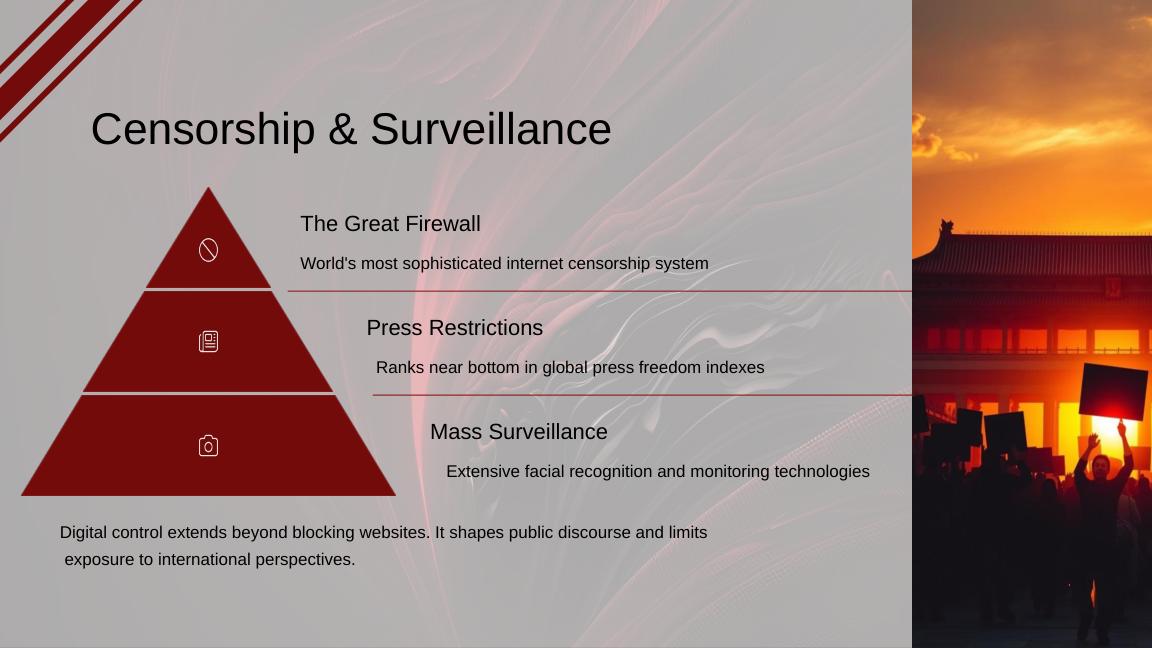 Censorship & Surveillance
The Great Firewall
World's most sophisticated internet censorship system
Press Restrictions
Ranks near bottom in global press freedom indexes
Mass Surveillance
Extensive facial recognition and monitoring technologies
Digital control extends beyond blocking websites. It shapes public discourse and limits
exposure to international perspectives.